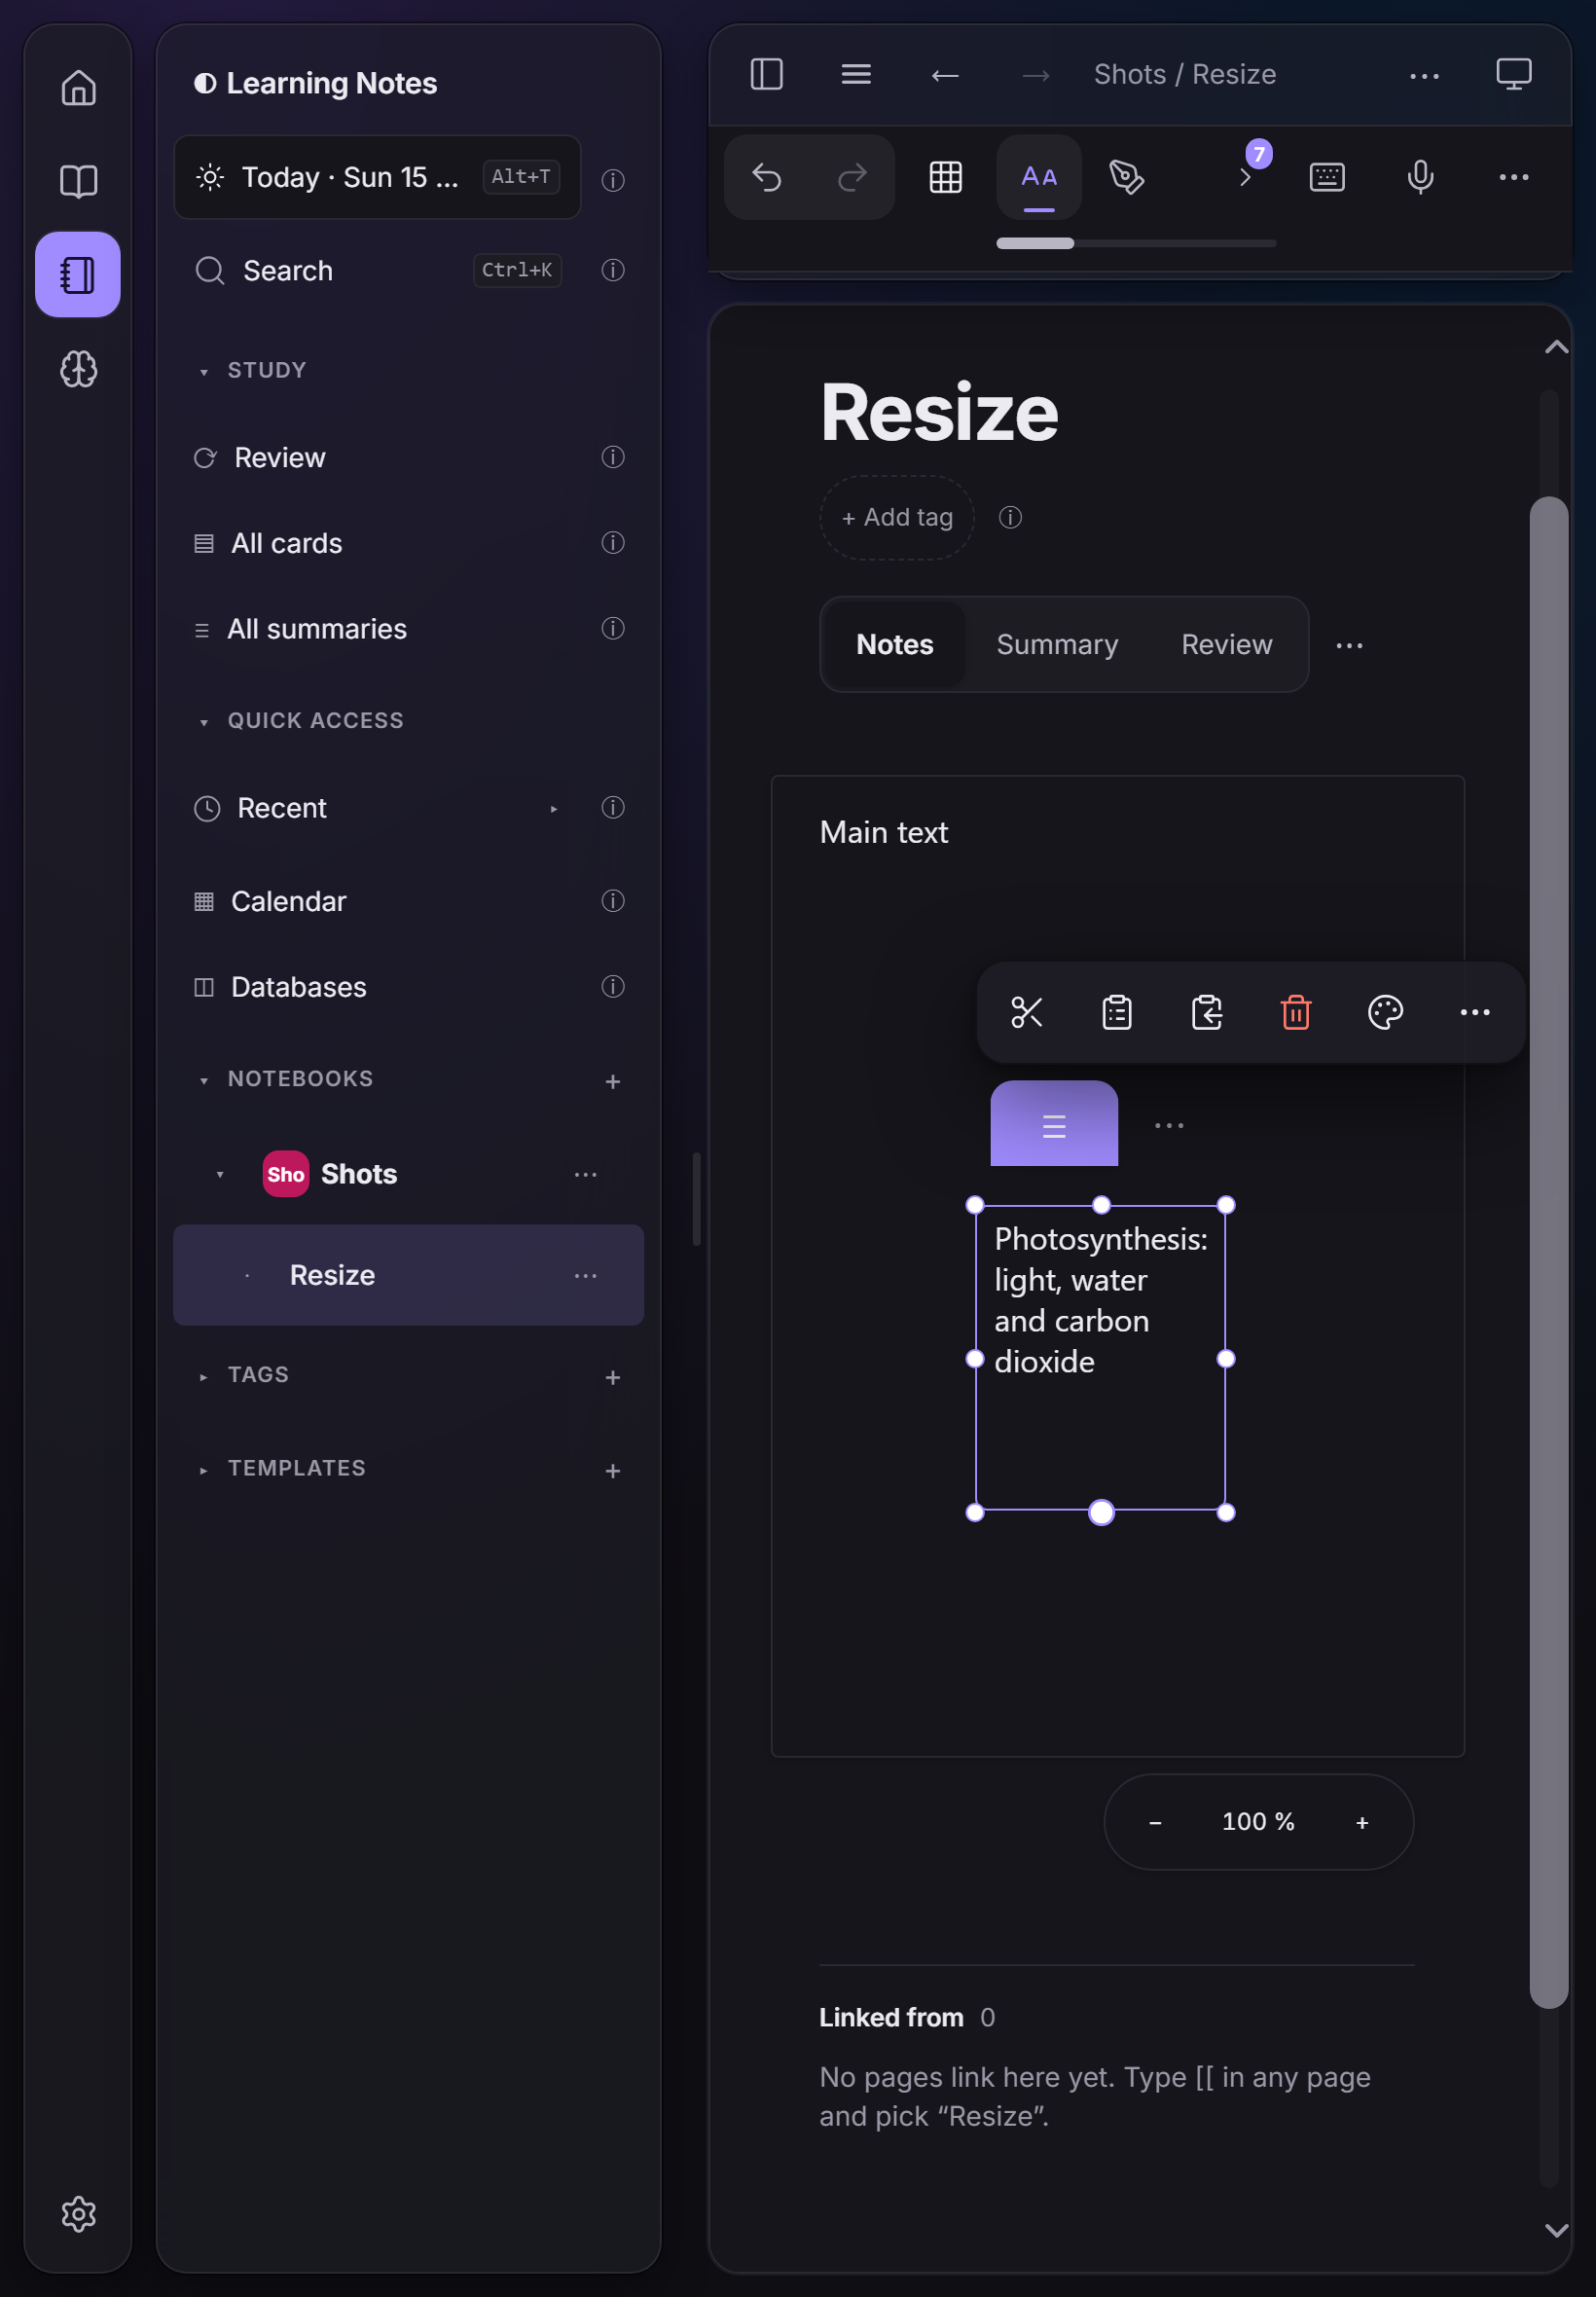 Learning Notes
Today · Sun 15 ... Alt+T
Search Ctrl+K
STUDY
Review
All cards
All summaries
QUICK ACCESS
Recent
Calendar
Databases
NOTEBOOKS
Sho Shots
Resize
TAGS
TEMPLATES
Shots / Resize
Aa
7
Resize
+ Add tag
Notes Summary Review
Main text
Photosynthesis:
light, water
and carbon
dioxide
− 100 % +
Linked from 0
No pages link here yet. Type [[ in any page
and pick “Resize”.